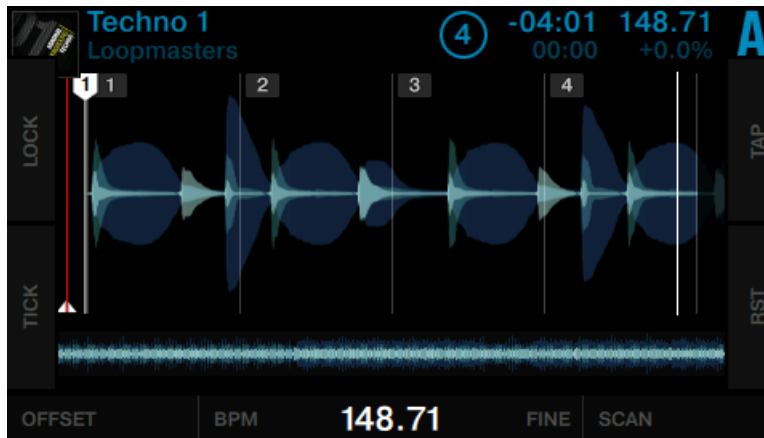 Techno 1
Loopmasters
4
-04:01
00:00
148.71
+0.0%
A
LOCK
TICK
1
1
2
3
4
TAP
RST
OFFSET
BPM
148.71
FINE
SCAN